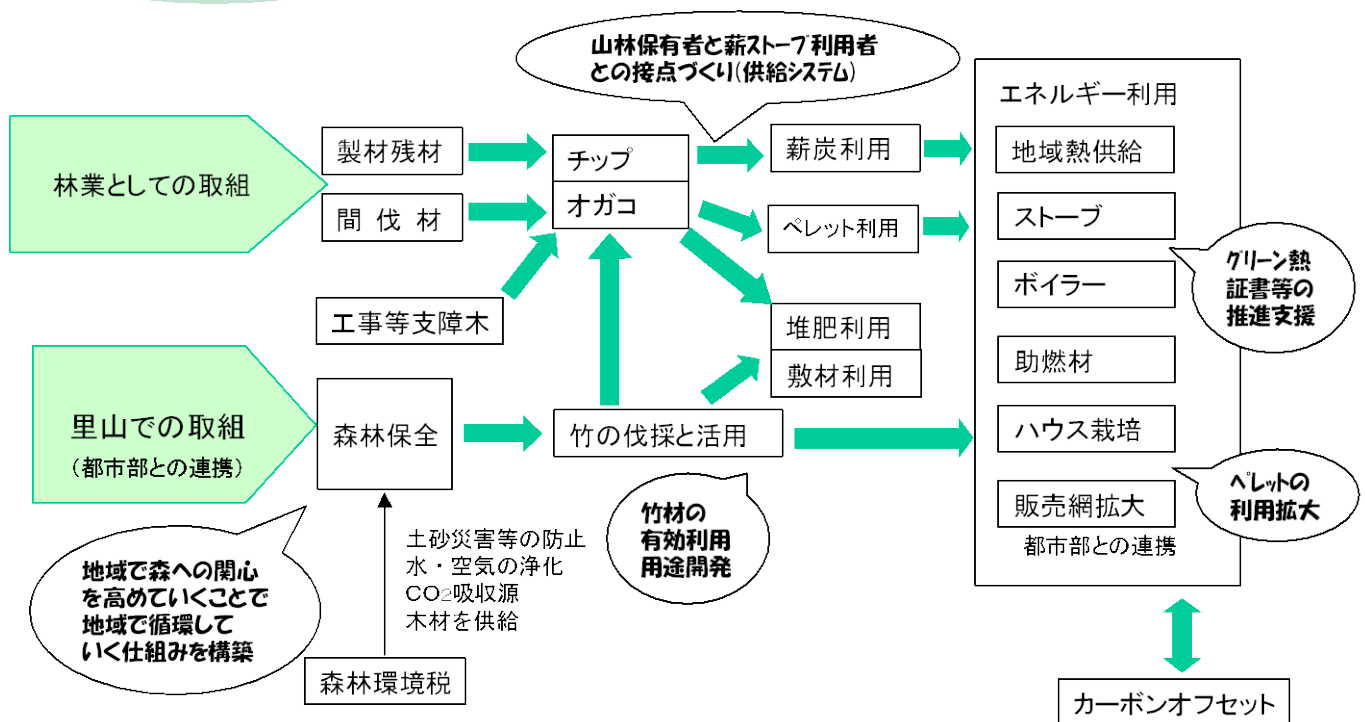 山林保有者と薪ストーブ利用者
との接点づくり(供給システム)
林業としての取組
製材残材
間 伐 材
工事等支障木
チップ
オガコ
薪炭利用
ペレット利用
堆肥利用
敷材利用
エネルギー利用
地域熱供給
ストーブ
ボイラー
助燃材
ハウス栽培
販売網拡大
都市部との連携
グリーン熱
証書等の
推進支援
ペレットの
利用拡大
里山での取組
(都市部との連携)
森林保全
竹の伐採と活用
竹材の
有効利用
用途開発
地域で森への関心
を高めていくことで
地域で循環して
いく仕組みを構築
土砂災害等の防止
水・空気の浄化
CO2吸収源
木材を供給
森林環境税
カーボンオフセット